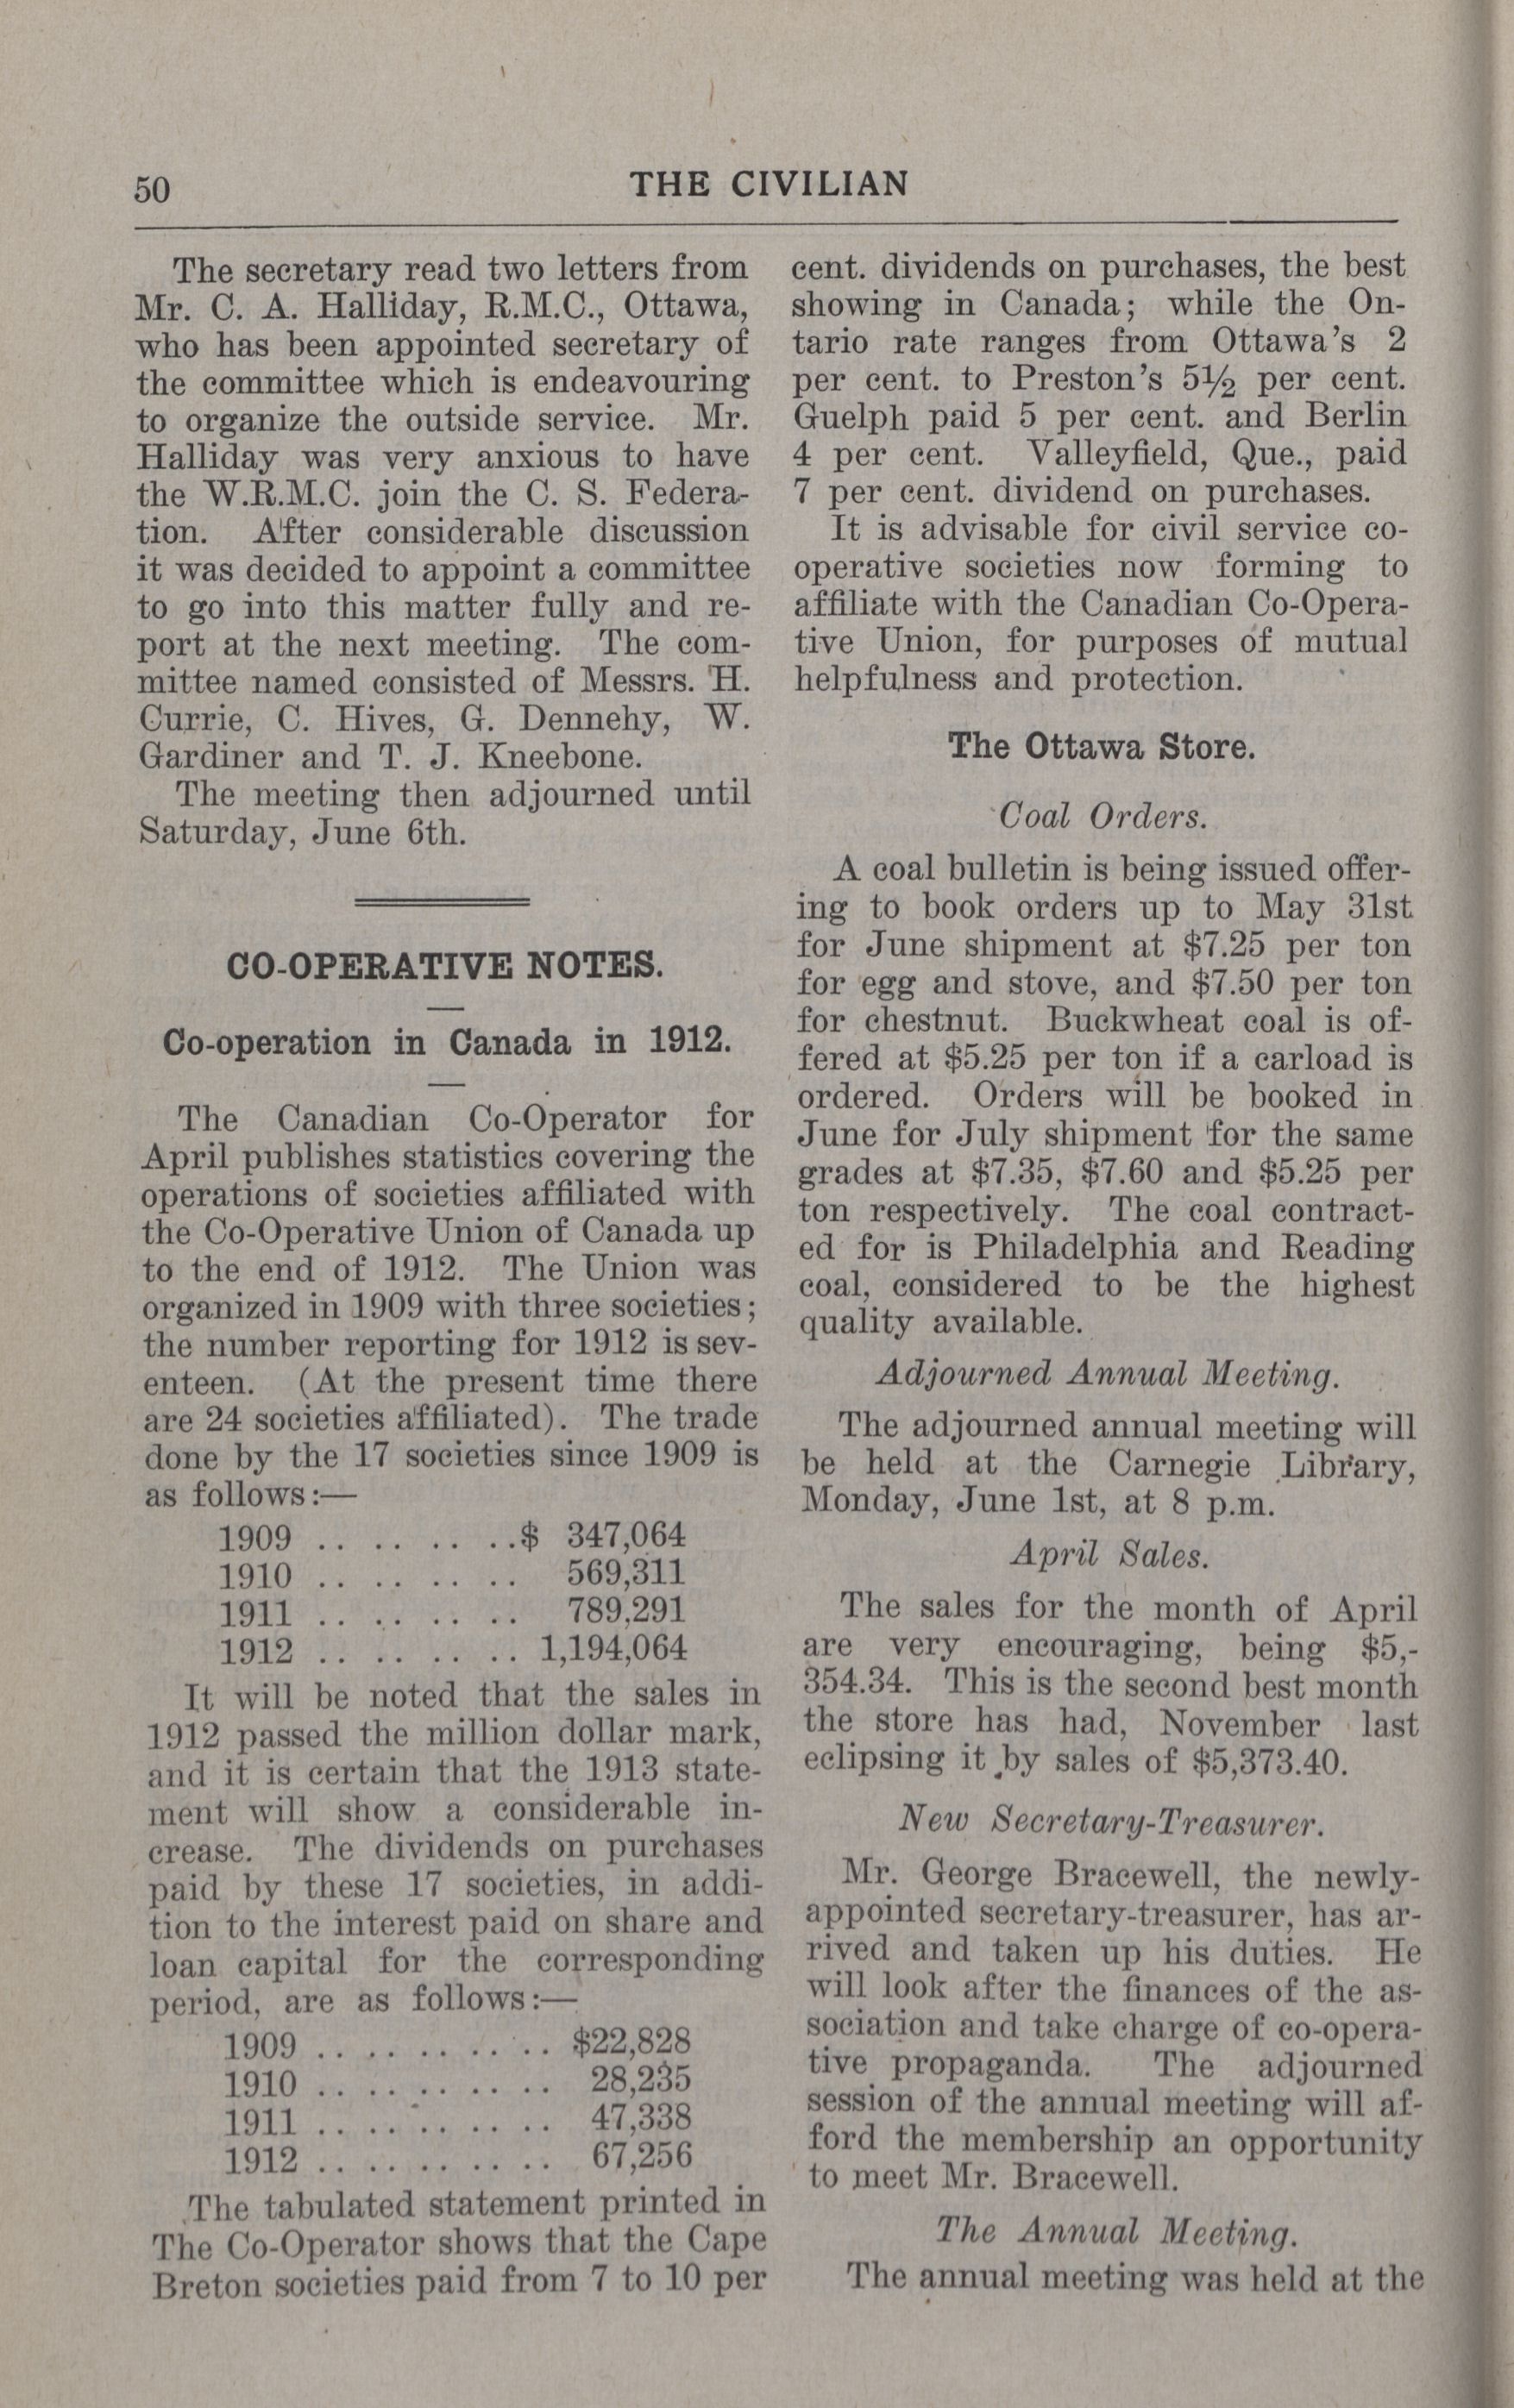 50
THE CIVILIAN
The secretary read two letters from
Mr. C. A. Halliday, R.M.C., Ottawa,
who has been appointed secretary of
the committee which is endeavouring
to organize the outside service. Mr.
Halliday was very anxious to have
the W.R.M.C. join the C. S. Federa-
tion. After considerable discussion
it was decided to appoint a committee
to go into this matter fully and re-
port at the next meeting. The com-
mittee named consisted of Messrs. H.
Currie, C. Hives, G. Dennehy, W.
Gardiner and T. J. Kneebone.
The meeting then adjourned until
Saturday, June 6th.
CO-OPERATIVE NOTES.
Co-operation in Canada in 1912.
The Canadian Co-Operator for
April publishes statistics covering the
operations of societies affiliated with
the Co-Operative Union of Canada up
to the end of 1912. The Union was
organized in 1909 with three societies;
the number reporting for 1912 is sev-
enteen. (At the present time there
are 24 societies affiliated). The trade
done by the 17 societies since 1909 is
as follows:—
1909 .. .. .. ..$ 347,064
1910 .. .. .. .. 569,311
1911 .. .. .. .. 789,291
1912 .. .. .. .. 1,194,064
It will be noted that the sales in
1912 passed the million dollar mark,
and it is certain that the 1913 state-
ment will show a considerable in-
crease. The dividends on purchases
paid by these 17 societies, in addi-
tion to the interest paid on share and
loan capital for the corresponding
period, are as follows:—
1909 .. .. .. .. .. $22,828
1910 .. .. .. .. .. 28,235
1911 .. .. .. .. .. 47,338
1912 .. .. .. .. .. 67,256
The tabulated statement printed in
The Co-Operator shows that the Cape
Breton societies paid from 7 to 10 per
cent. dividends on purchases, the best
showing in Canada; while the On-
tario rate ranges from Ottawa's 2
per cent. to Preston's 5½ per cent.
Guelph paid 5 per cent. and Berlin
4 per cent. Valleyfield, Que., paid
7 per cent. dividend on purchases.
It is advisable for civil service co-
operative societies now forming to
affiliate with the Canadian Co-Opera-
tive Union, for purposes of mutual
helpfulness and protection.
The Ottawa Store.
Coal Orders.
A coal bulletin is being issued offer-
ing to book orders up to May 31st
for June shipment at $7.25 per ton
for egg and stove, and $7.50 per ton
for chestnut. Buckwheat coal is of-
fered at $5.25 per ton if a carload is
ordered. Orders will be booked in
June for July shipment for the same
grades at $7.35, $7.60 and $5.25 per
ton respectively. The coal contract-
ed for is Philadelphia and Reading
coal, considered to be the highest
quality available.
Adjourned Annual Meeting.
The adjourned annual meeting will
be held at the Carnegie Library,
Monday, June 1st, at 8 p.m.
April Sales.
The sales for the month of April
are very encouraging, being $5,-
354.34. This is the second best month
the store has had, November last
eclipsing it by sales of $5,373.40.
New Secretary-Treasurer.
Mr. George Bracewell, the newly-
appointed secretary-treasurer, has ar-
rived and taken up his duties. He
will look after the finances of the as-
sociation and take charge of co-opera-
tive propaganda. The adjourned
session of the annual meeting will af-
ford the membership an opportunity
to meet Mr. Bracewell.
The Annual Meeting.
The annual meeting was held at the